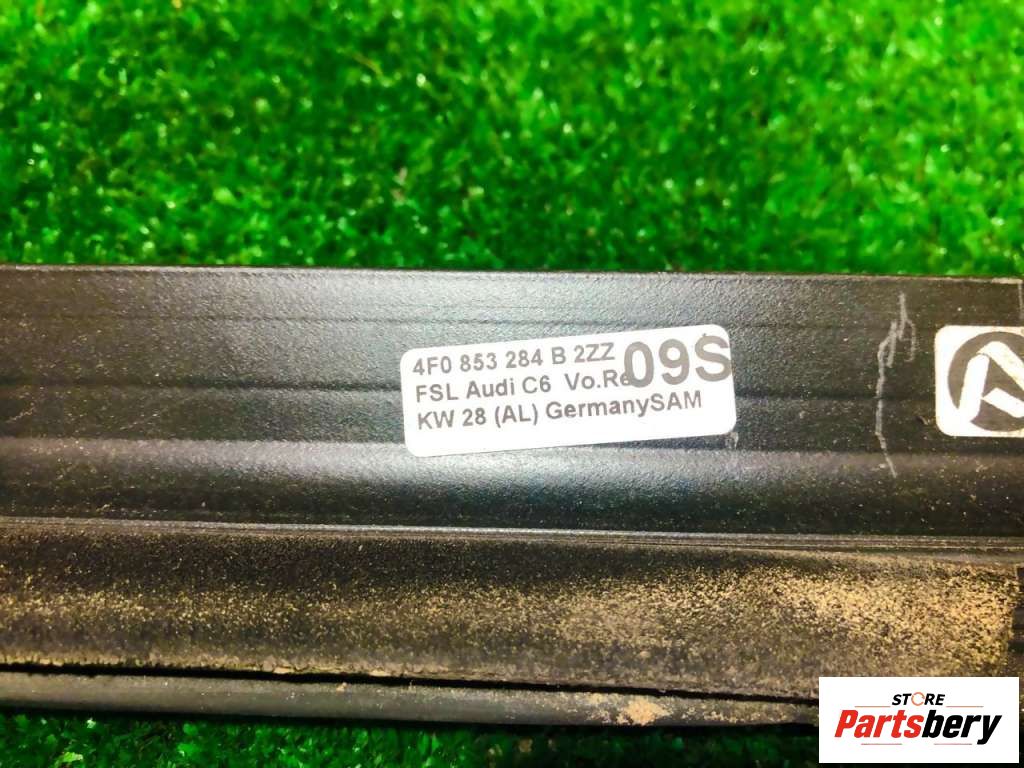 4F0 853 284 B 2ZZ
FSL Audi C6 Vo.Re 09S
KW 28 (AL) GermanySAM
STORE
Partsbery